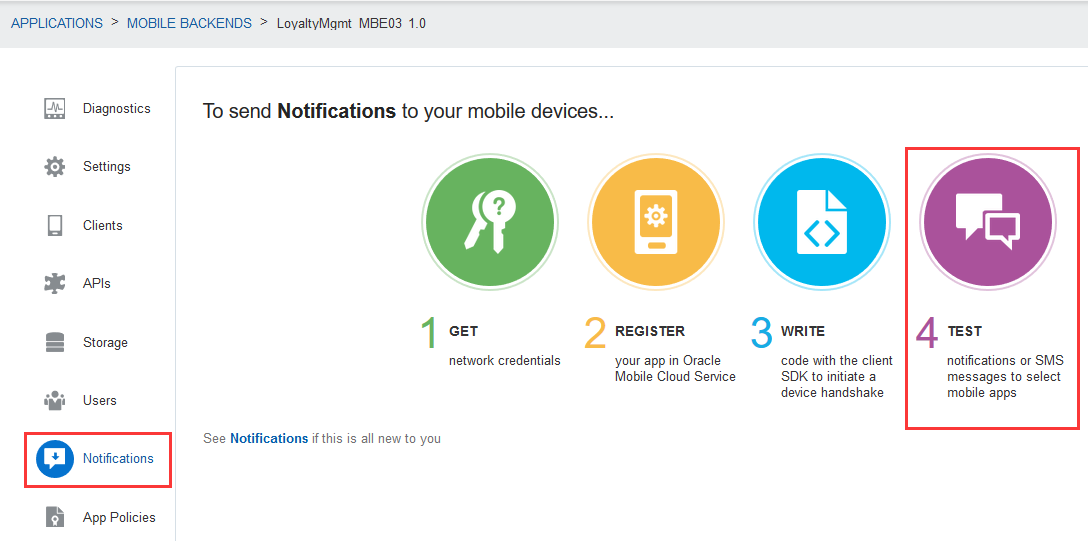 APPLICATIONS > MOBILE BACKENDS > LoyaltyMgmt MBE03 1.0
Diagnostics
Settings
Clients
APIs
Storage
Users
Notifications
App Policies
To send Notifications to your mobile devices...
?
1 GET
network credentials
2 REGISTER
your app in Oracle
Mobile Cloud Service
3 WRITE
code with the client
SDK to initiate a
device handshake
4 TEST
notifications or SMS
messages to select
mobile apps
See Notifications if this is all new to you